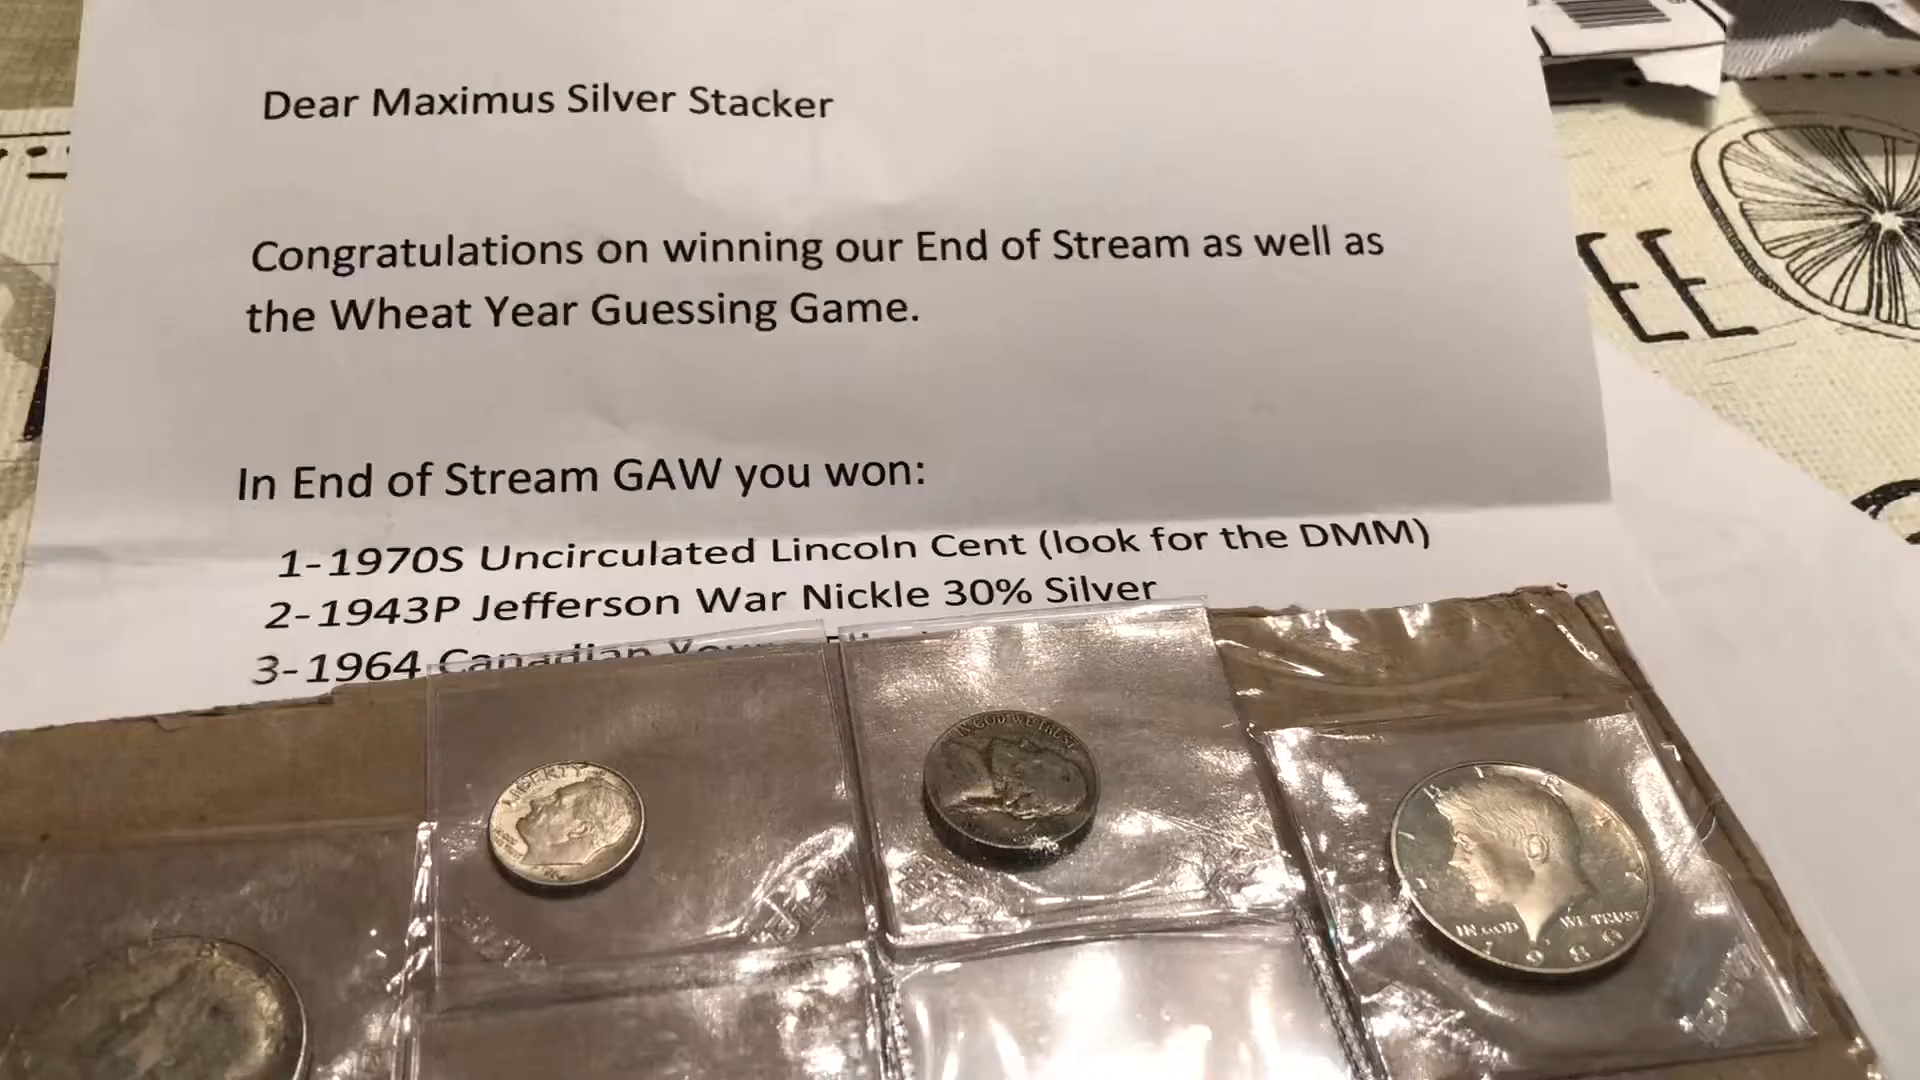 Dear Maximus Silver Stacker
Congratulations on winning our End of Stream as well as
the Wheat Year Guessing Game.
In End of Stream GAW you won:
1-1970S Uncirculated Lincoln Cent (look for the DMM)
2-1943P Jefferson War Nickle 30% Silver
3-1964 Canadian
EE
LIBERTY
IN GOD WE TRUST
IN GOD WE TRUST